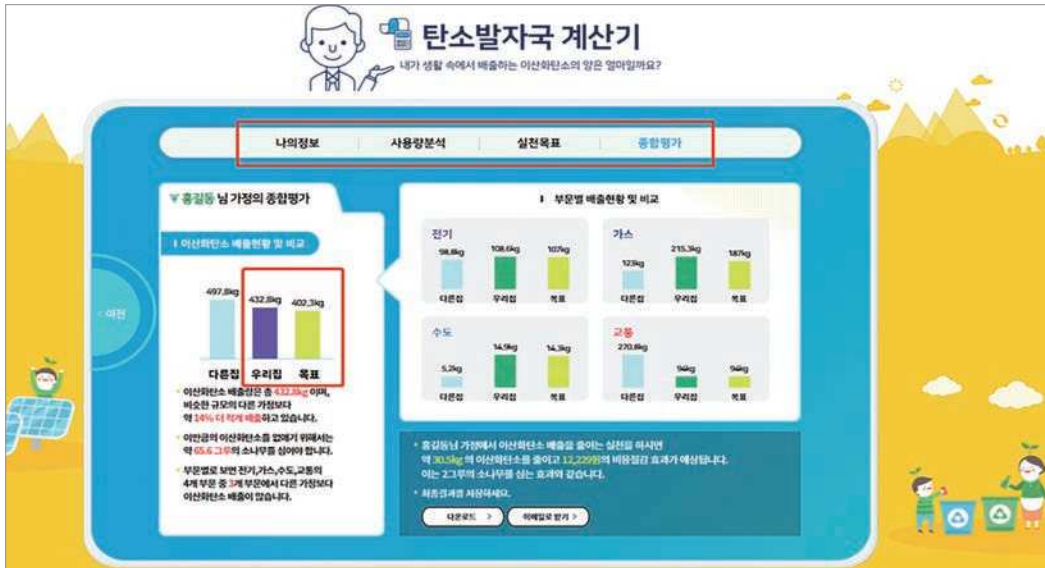 탄소발자국 계산기
내가 생활 속에서 배출하는 이산화탄소의 양은 얼마일까요?
나의정보 사용량분석 실천목표 종합평가
홍길동 님 가정의 종합평가
이산화탄소 배출현황 및 비교
497.8kg 432.8kg 402.3kg
다른집 우리집 목표
이산화탄소 배출량은 총 432.8kg 이며,
비슷한 규모의 다른 가정보다
약 14% 더 적게 배출하고 있습니다.
이만큼의 이산화탄소를 없애기 위해서는
약 65.6 그루의 소나무를 심어야 합니다.
부문별로 보면 전기,가스,수도,교통의
4개 부문 중 3개 부문에서 다른 가정보다
이산화탄소 배출이 많습니다.
< 이전
부문별 배출현황 및 비교
전기
98.8kg 108.6kg 107kg
다른집 우리집 목표
가스
123kg 215.3kg 187kg
다른집 우리집 목표
수도
5.2kg 14.9kg 14.3kg
다른집 우리집 목표
교통
270.8kg 94kg 94kg
다른집 우리집 목표
홍길동님 가정에서 이산화탄소 배출을 줄이는 실천을 하시면
약 30.5kg 의 이산화탄소를 줄이고 12,229원의 비용절감 효과가 예상됩니다.
이는 2그루의 소나무를 심는 효과와 같습니다.
최종결과를 저장하세요.
다운로드 > 이메일로 받기 >